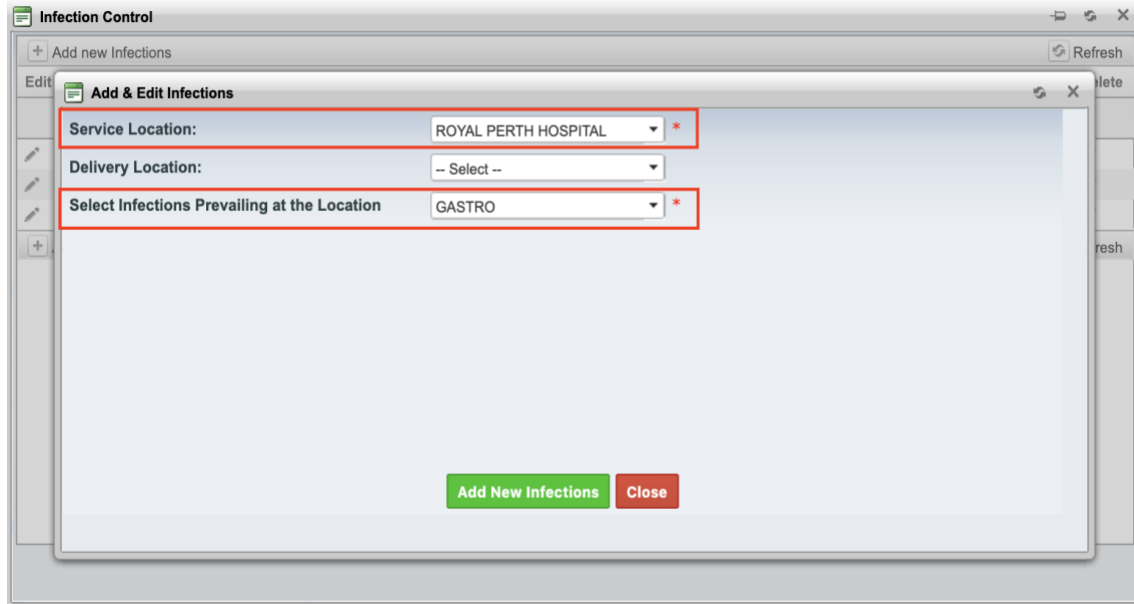 Infection Control
Add new Infections Refresh
Edit
Add & Edit Infections
Service Location: ROYAL PERTH HOSPITAL *
Delivery Location: -- Select --
Select Infections Prevailing at the Location GASTRO *
Add New Infections Close